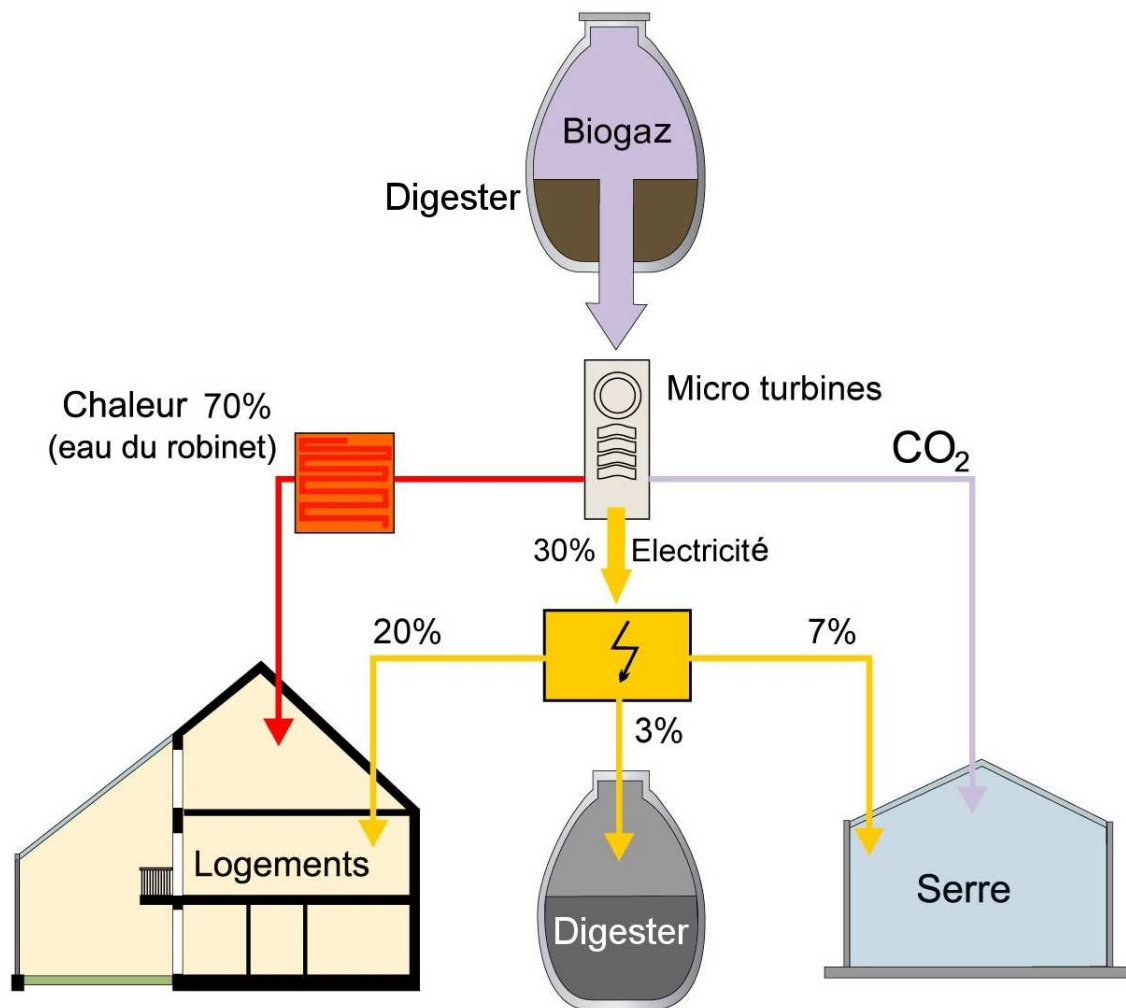 Biogaz
Digester
Micro turbines
Chaleur 70%
(eau du robinet)
CO₂
30% Electricité
20%
7%
3%
Logements
Digester
Serre